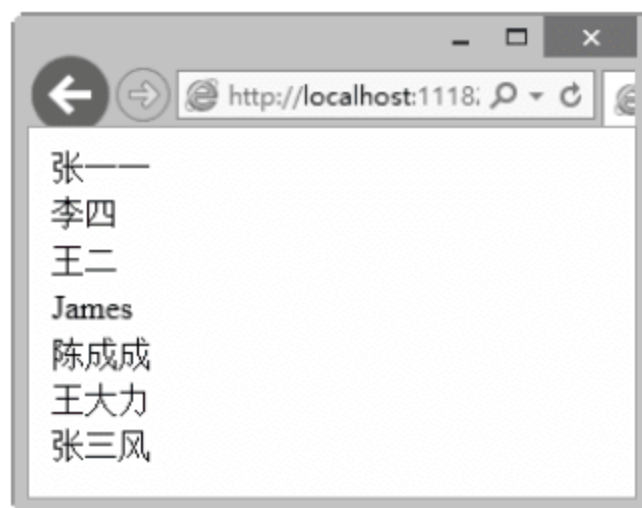 http://localhost:1118
张一一
李四
王二
James
陈成成
王大力
张三风